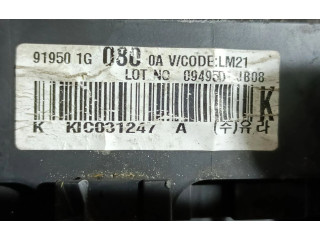 91950 1G 080 0A V/CODE:LM21
LOT NO 09495D-JB08
K
K KIC031247 A (주)유라